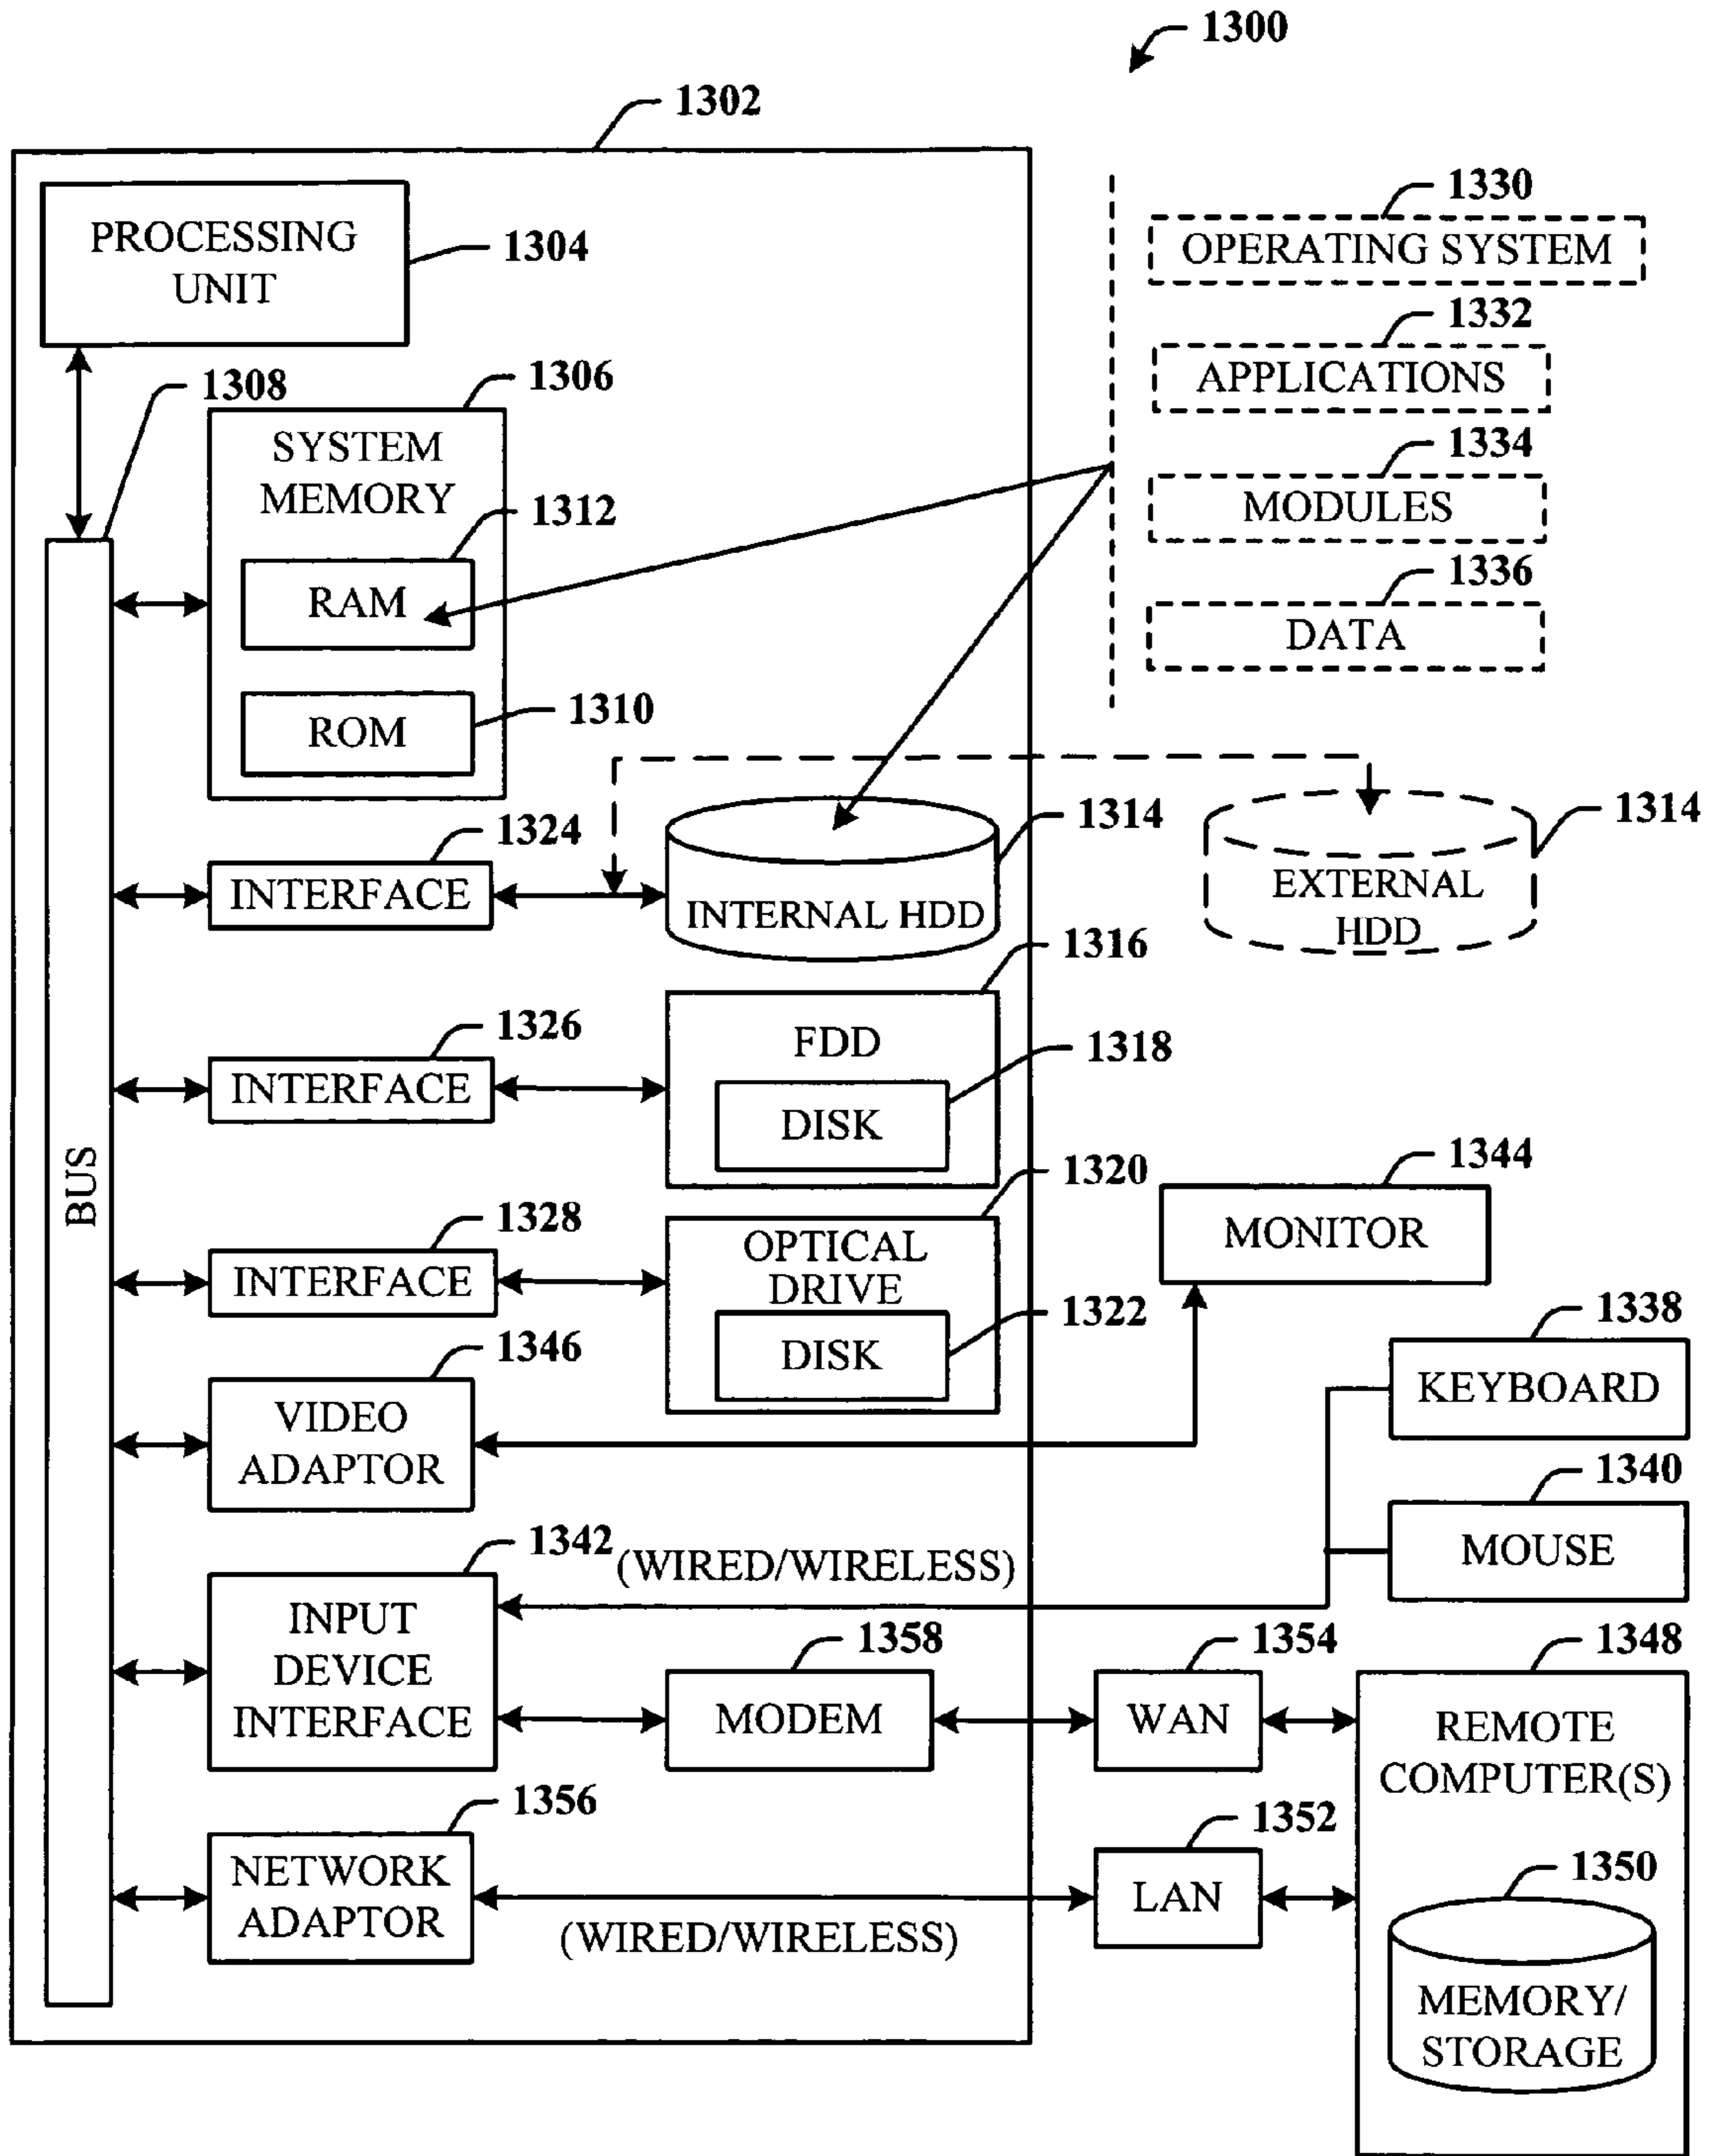 1300
1302
PROCESSING
UNIT
1304
1330
OPERATING SYSTEM
1332
APPLICATIONS
1334
MODULES
1336
DATA
1308
1306
SYSTEM
MEMORY
1312
RAM
1310
ROM
1324
INTERFACE
1314
INTERNAL HDD
1314
EXTERNAL
HDD
1316
FDD
1318
DISK
1326
INTERFACE
BUS
1320
OPTICAL
DRIVE
1322
DISK
1328
INTERFACE
1344
MONITOR
1346
VIDEO
ADAPTOR
1338
KEYBOARD
1340
MOUSE
1342
(WIRED/WIRELESS)
INPUT
DEVICE
INTERFACE
1358
MODEM
1354
WAN
1348
REMOTE
COMPUTER(S)
1356
NETWORK
ADAPTOR
(WIRED/WIRELESS)
1352
LAN
1350
MEMORY/
STORAGE